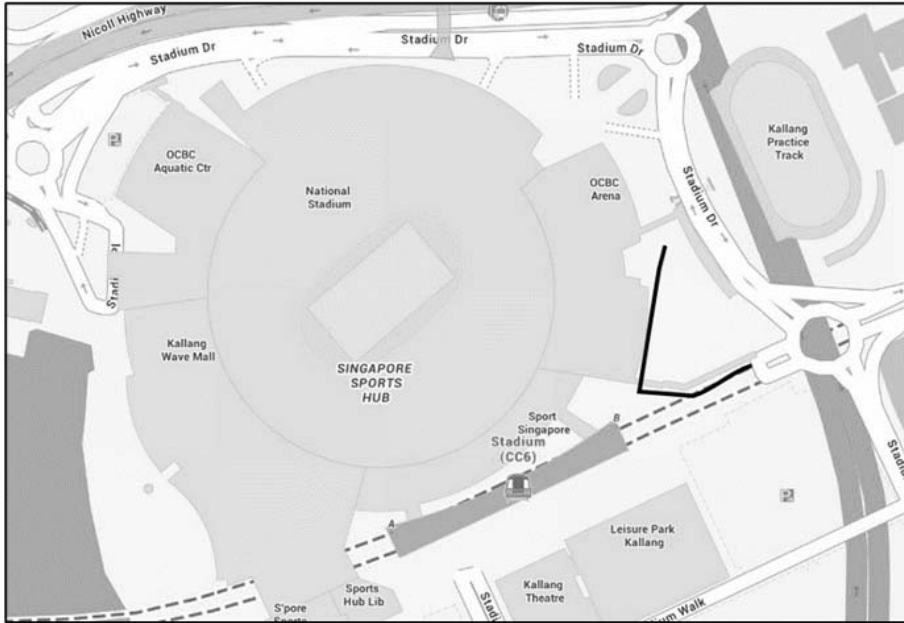 Nicoll Highway
Stadium Dr
Stadium Dr
Stadium Dr
OCBC
Aquatic Ctr
National
Stadium
OCBC
Arena
Kallang
Practice
Track
Stadium Dr
Kallang
Wave Mall
SINGAPORE
SPORTS
HUB
Sport
Singapore
B
Stadium
(CC6)
A
Leisure Park
Kallang
Kallang
Theatre
Sports
Hub Lib
S'pore